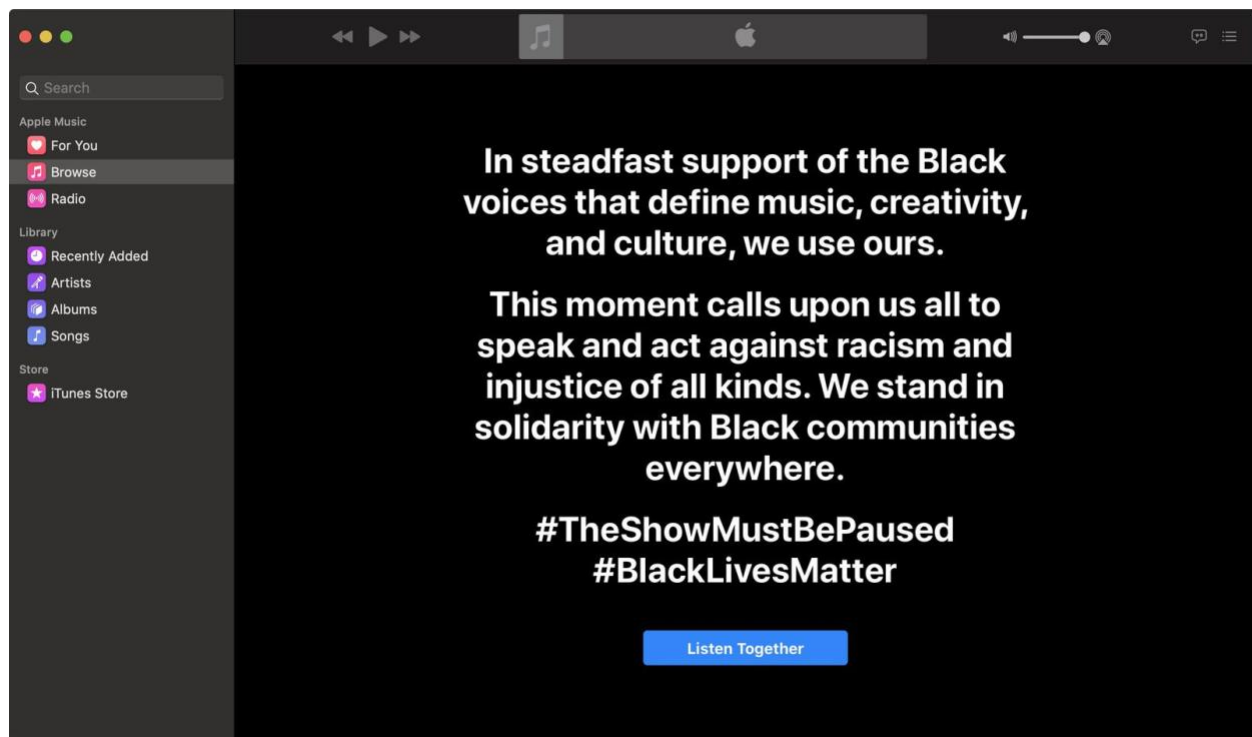 Search
Apple Music
For You
Browse
Radio
Library
Recently Added
Artists
Albums
Songs
Store
iTunes Store
In steadfast support of the Black
voices that define music, creativity,
and culture, we use ours.
This moment calls upon us all to
speak and act against racism and
injustice of all kinds. We stand in
solidarity with Black communities
everywhere.
#TheShowMustBePaused
#BlackLivesMatter
Listen Together